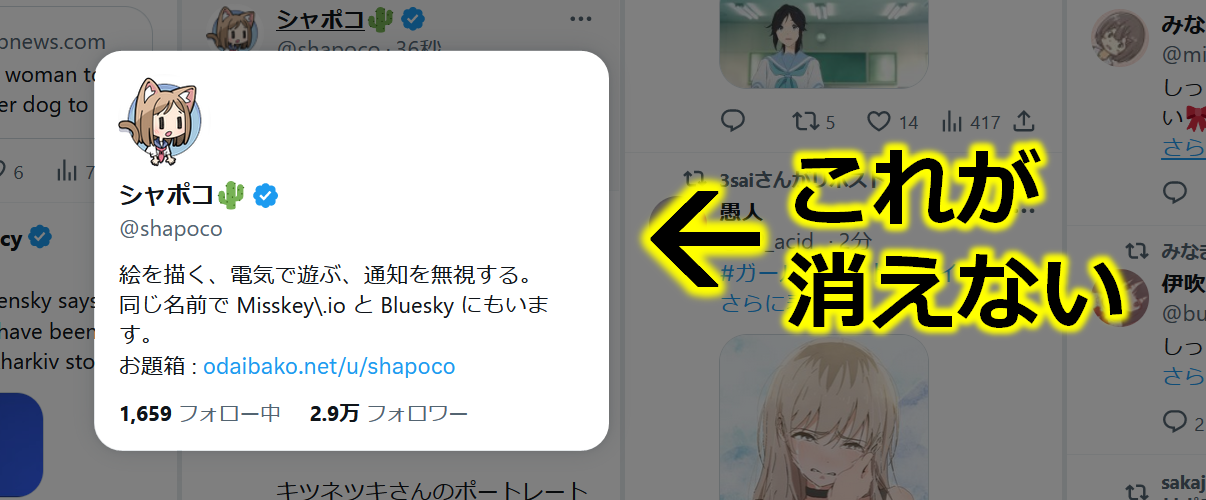 pnews.com
woman to
er dog to
6
7
cy
ensky says
have been
harkiv sto
シャポコ🌵
@shapoco · 36秒
シャポコ🌵
@shapoco
絵を描く、電気で遊ぶ、通知を無視する。
同じ名前で Misskey\.io と Bluesky にもいま
す。
お題箱 : odaibako.net/u/shapoco
1,659 フォロー中 2.9万 フォロワー
キツネツキさんのポートレート
5 14 417
3saiさんがリポスト
愚人
_acid_ · 2分
#ガー
さらに
←これが
消えない
みな
@mi
しっ
い🎀
さら
みなま
伊吹
@bu
しっ
さら
2
sakaj